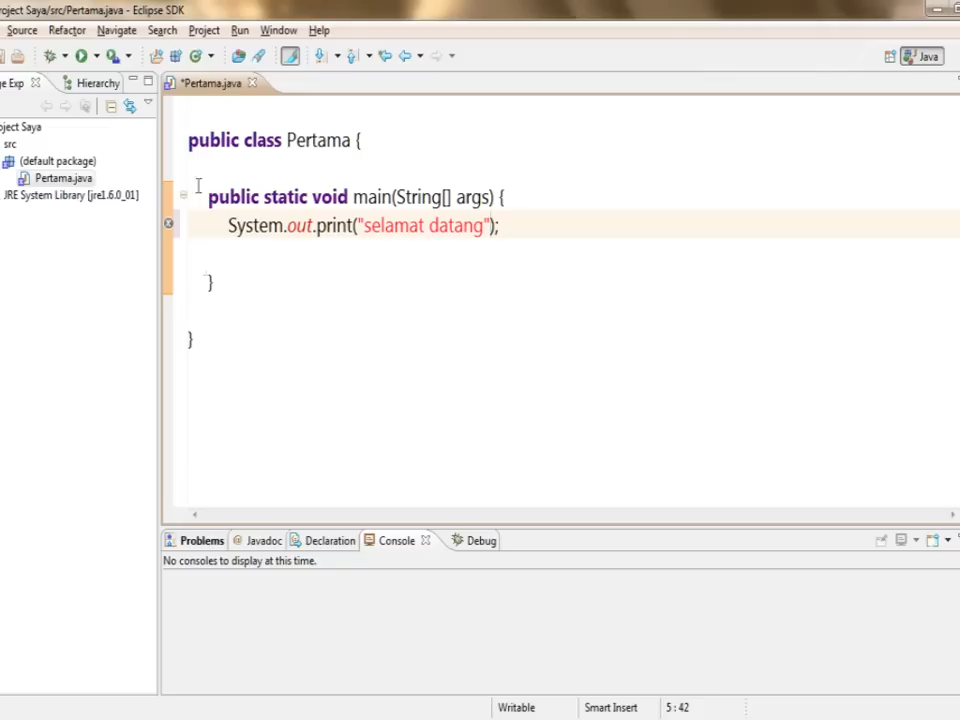 roject Saya/src/Pertama.java - Eclipse SDK
Source Refactor Navigate Search Project Run Window Help
Java
ge Exp Hierarchy *Pertama.java
oject Saya
src
(default package)
Pertama.java
JRE System Library [jre1.6.0_01]
public class Pertama {
public static void main(String[] args) {
System.out.print("selamat datang");
}
}
Problems Javadoc Declaration Console Debug
No consoles to display at this time.
Writable Smart Insert 5 : 42